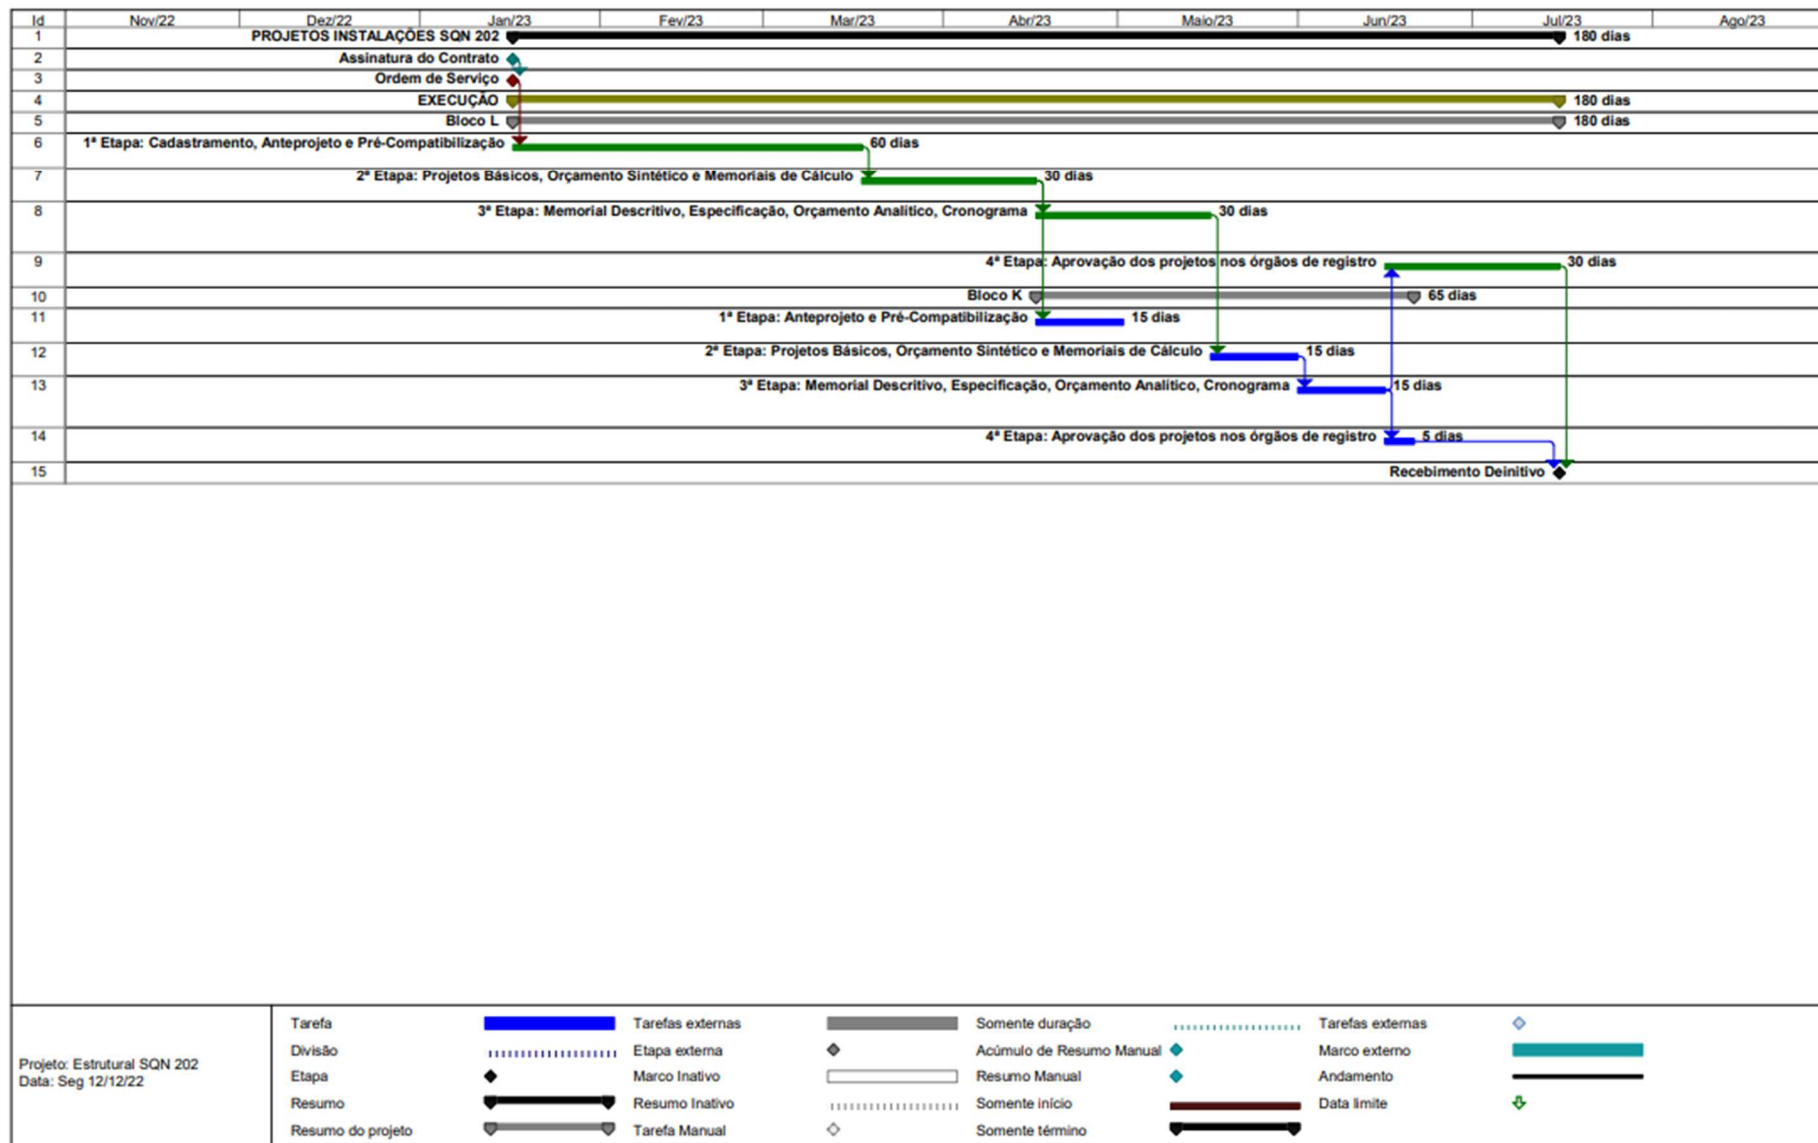 Id Nov/22 Dez/22 Jan/23 Fev/23 Mar/23 Abr/23 Maio/23 Jun/23 Jul/23 Ago/23
1 PROJETOS INSTALAÇÕES SQN 202 180 dias
2 Assinatura do Contrato
3 Ordem de Serviço
4 EXECUÇÃO 180 dias
5 Bloco L 180 dias
6 1ª Etapa: Cadastramento, Anteprojeto e Pré-Compatibilização 60 dias
7 2ª Etapa: Projetos Básicos, Orçamento Sintético e Memoriais de Cálculo 30 dias
8 3ª Etapa: Memorial Descritivo, Especificação, Orçamento Analítico, Cronograma 30 dias
9 4ª Etapa: Aprovação dos projetos nos órgãos de registro 30 dias
10 Bloco K 65 dias
11 1ª Etapa: Anteprojeto e Pré-Compatibilização 15 dias
12 2ª Etapa: Projetos Básicos, Orçamento Sintético e Memoriais de Cálculo 15 dias
13 3ª Etapa: Memorial Descritivo, Especificação, Orçamento Analítico, Cronograma 15 dias
14 4ª Etapa: Aprovação dos projetos nos órgãos de registro 5 dias
15 Recebimento Deinitivo
Projeto: Estrutural SQN 202
Data: Seg 12/12/22
Tarefa Tarefas externas Somente duração Tarefas externas
Divisão Etapa externa Acúmulo de Resumo Manual Marco externo
Etapa Marco Inativo Resumo Manual Andamento
Resumo Resumo Inativo Somente início Data limite
Resumo do projeto Tarefa Manual Somente término